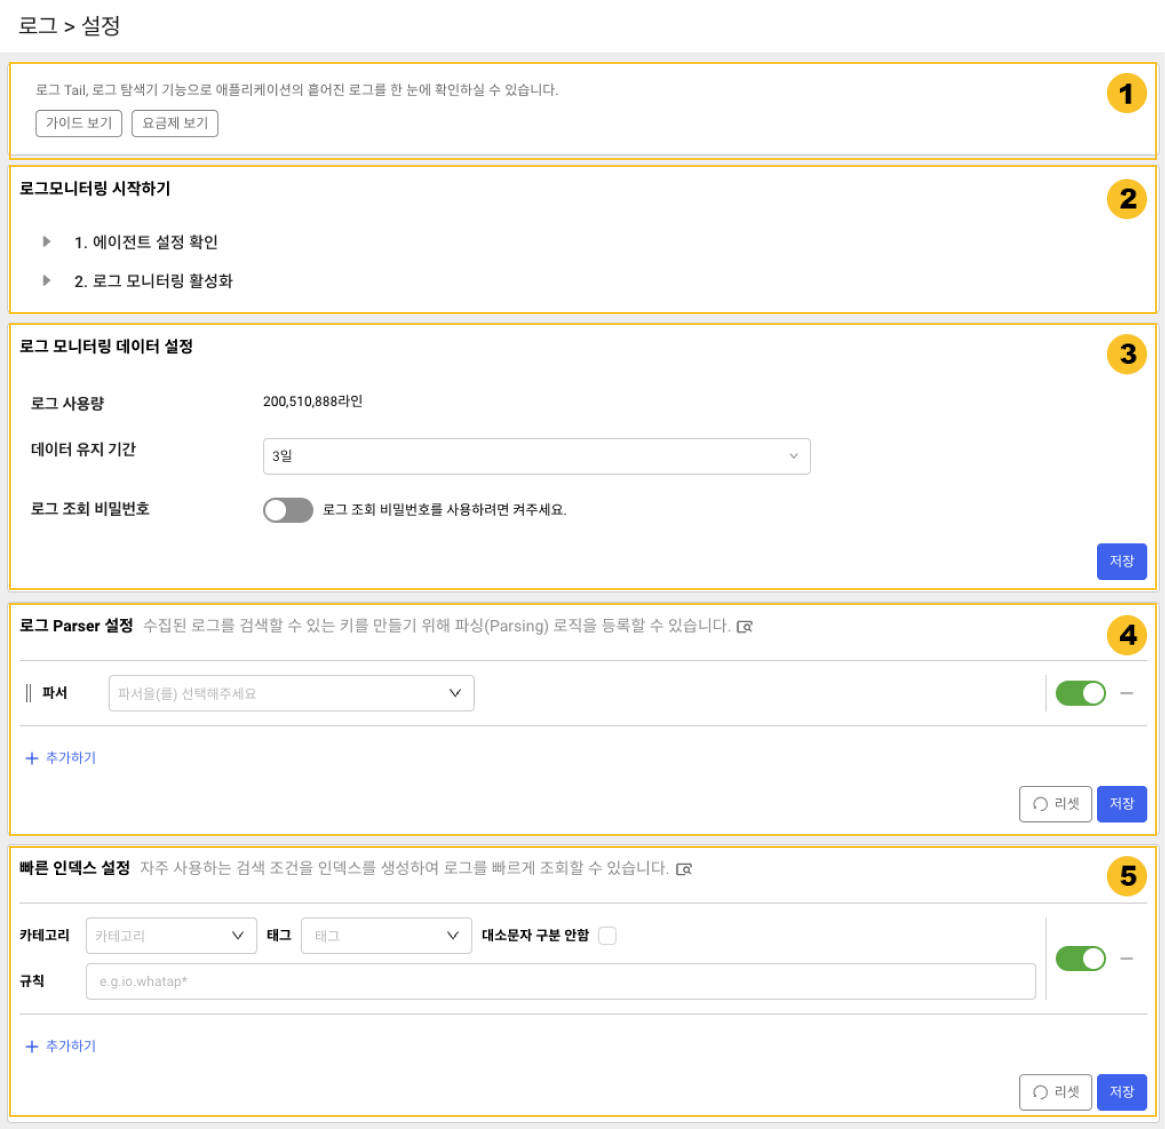 로그 > 설정
로그 Tail, 로그 탐색기 기능으로 애플리케이션의 흩어진 로그를 한 눈에 확인하실 수 있습니다.
1
가이드 보기 요금제 보기
로그모니터링 시작하기
2
1. 에이전트 설정 확인
2. 로그 모니터링 활성화
로그 모니터링 데이터 설정
3
로그 사용량 200,510,888라인
데이터 유지 기간 3일
로그 조회 비밀번호 로그 조회 비밀번호를 사용하려면 켜주세요.
저장
로그 Parser 설정 수집된 로그를 검색할 수 있는 키를 만들기 위해 파싱(Parsing) 로직을 등록할 수 있습니다.
4
파서 파서을(를) 선택해주세요
+ 추가하기
리셋 저장
빠른 인덱스 설정 자주 사용하는 검색 조건을 인덱스를 생성하여 로그를 빠르게 조회할 수 있습니다.
5
카테고리 카테고리 태그 태그 대소문자 구분 안함
규칙 e.g.io.whatap*
+ 추가하기
리셋 저장